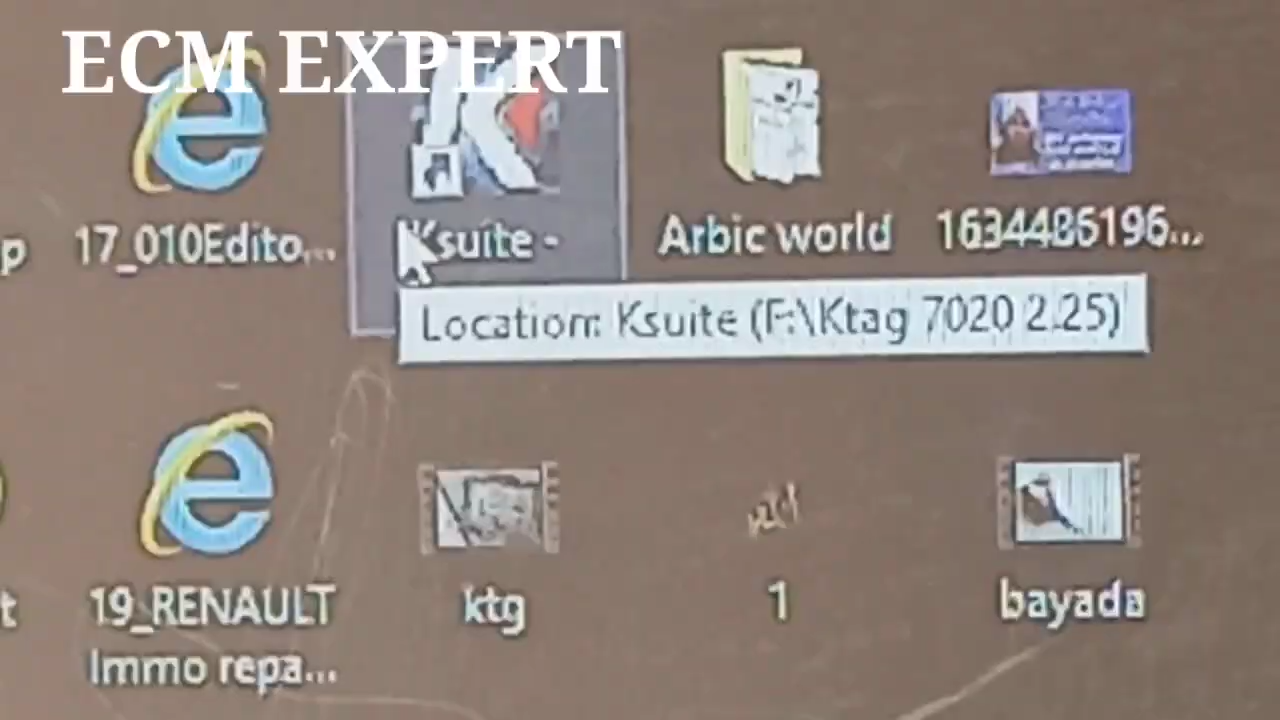 ECM EXPERT
p
17_010Edito...
Ksuite -
Arbic world
1634486196...
Location: Ksuite (F:\Ktag 7020 2.25)
t
19_RENAULT
Immo repa...
ktg
1
bayada